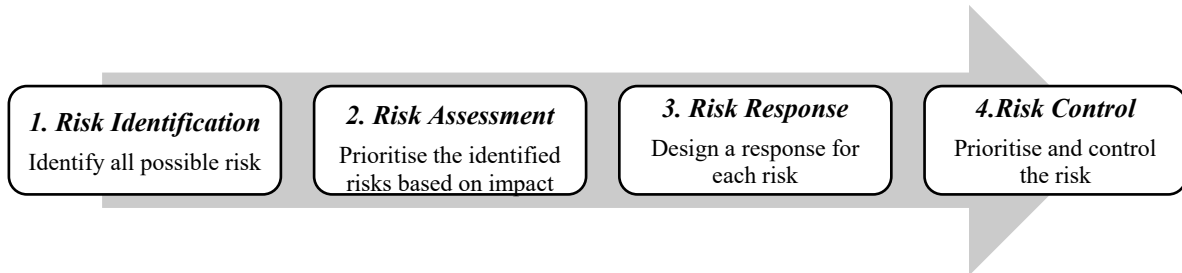 1. Risk Identification
Identify all possible risk
2. Risk Assessment
Prioritise the identified
risks based on impact
3. Risk Response
Design a response for
each risk
4.Risk Control
Prioritise and control
the risk